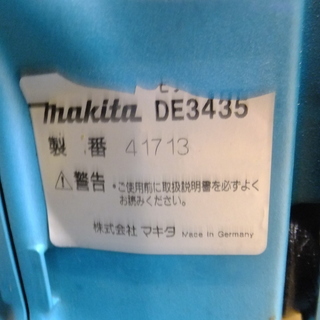 makita DE3435
製 番 41713
⚠警告 ・ご使用前に取扱説明書を必ずよく
お読みください。
株式会社 マキタ Made in Germany